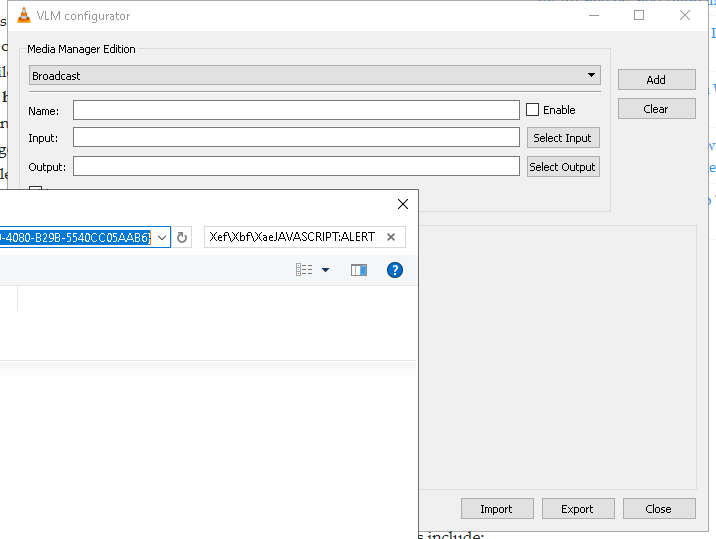 VLM configurator
Media Manager Edition
Broadcast
Add
Name:
Enable
Clear
Input:
Select Input
Output:
Select Output
-4080-B29B-5540CC05AAB6}
Xef\Xbf\XaeJAVASCRIPT:ALERT
Import
Export
Close
include: